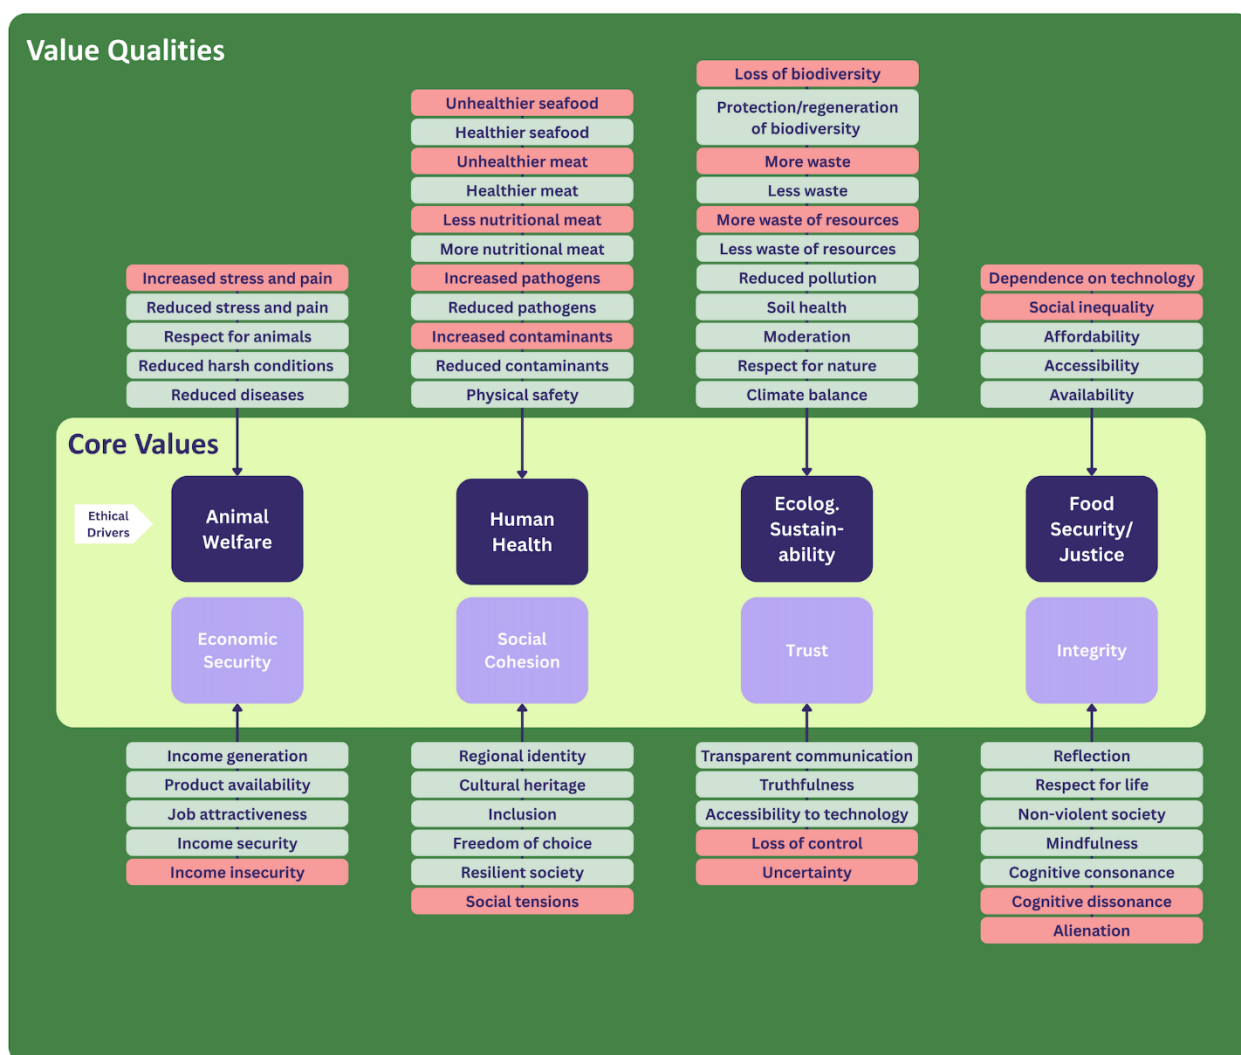 Value Qualities
Increased stress and pain
Reduced stress and pain
Respect for animals
Reduced harsh conditions
Reduced diseases
Unhealthier seafood
Healthier seafood
Unhealthier meat
Healthier meat
Less nutritional meat
More nutritional meat
Increased pathogens
Reduced pathogens
Increased contaminants
Reduced contaminants
Physical safety
Loss of biodiversity
Protection/regeneration
of biodiversity
More waste
Less waste
More waste of resources
Less waste of resources
Reduced pollution
Soil health
Moderation
Respect for nature
Climate balance
Dependence on technology
Social inequality
Affordability
Accessibility
Availability
Core Values
Ethical
Drivers
Animal
Welfare
Human
Health
Ecolog.
Sustain-
ability
Food
Security/
Justice
Economic
Security
Social
Cohesion
Trust
Integrity
Income generation
Product availability
Job attractiveness
Income security
Income insecurity
Regional identity
Cultural heritage
Inclusion
Freedom of choice
Resilient society
Social tensions
Transparent communication
Truthfulness
Accessibility to technology
Loss of control
Uncertainty
Reflection
Respect for life
Non-violent society
Mindfulness
Cognitive consonance
Cognitive dissonance
Alienation